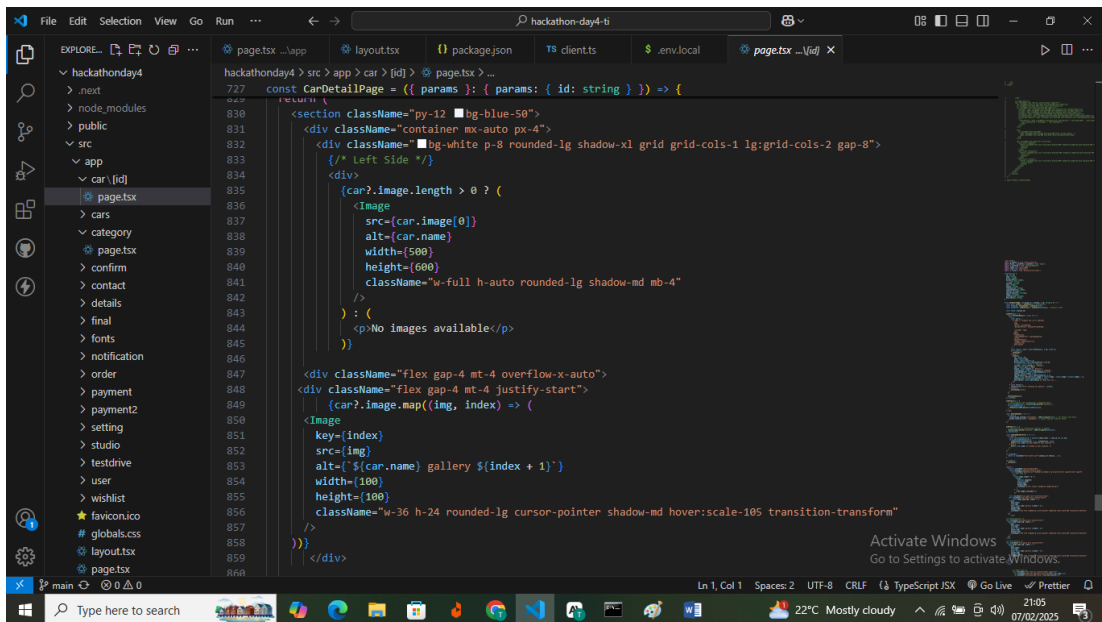 File Edit Selection View Go Run ··· hackathon-day4-ti
EXPLORE... page.tsx ...\app layout.tsx {} package.json TS client.ts $ .env.local page.tsx ...\[id]
hackathonday4 hackathonday4 > src > app > car > [id] > page.tsx > ...
727 const CarDetailPage = ({ params }: { params: { id: string } }) => {
829 return (
830 <section className="py-12 bg-blue-50">
831 <div className="container mx-auto px-4">
832 <div className="bg-white p-8 rounded-lg shadow-xl grid grid-cols-1 lg:grid-cols-2 gap-8">
833 {/* Left Side */}
834 <div>
835 {car?.image.length > 0 ? (
836 <Image
837 src={car.image[0]}
838 alt={car.name}
839 width={500}
840 height={600}
841 className="w-full h-auto rounded-lg shadow-md mb-4"
842 />
843 ) : (
844 <p>No images available</p>
845 )}
846
847 <div className="flex gap-4 mt-4 overflow-x-auto">
848 <div className="flex gap-4 mt-4 justify-start">
849 {car?.image.map((img, index) => (
850 <Image
851 key={index}
852 src={img}
853 alt={`${car.name} gallery ${index + 1}`}
854 width={100}
855 height={100}
856 className="w-36 h-24 rounded-lg cursor-pointer shadow-md hover:scale-105 transition-transform"
857 />
858 ))}
859 </div>
860
.next
node_modules
public
src
app
car\[id]
page.tsx
cars
category
page.tsx
confirm
contact
details
final
fonts
notification
order
payment
payment2
setting
studio
testdrive
user
wishlist
favicon.ico
# globals.css
layout.tsx
page.tsx
1
Activate Windows
Go to Settings to activate Windows.
main 0 0 Ln 1, Col 1 Spaces: 2 UTF-8 CRLF TypeScript JSX Go Live Prettier
Type here to search 22°C Mostly cloudy 21:05
07/02/2025
3